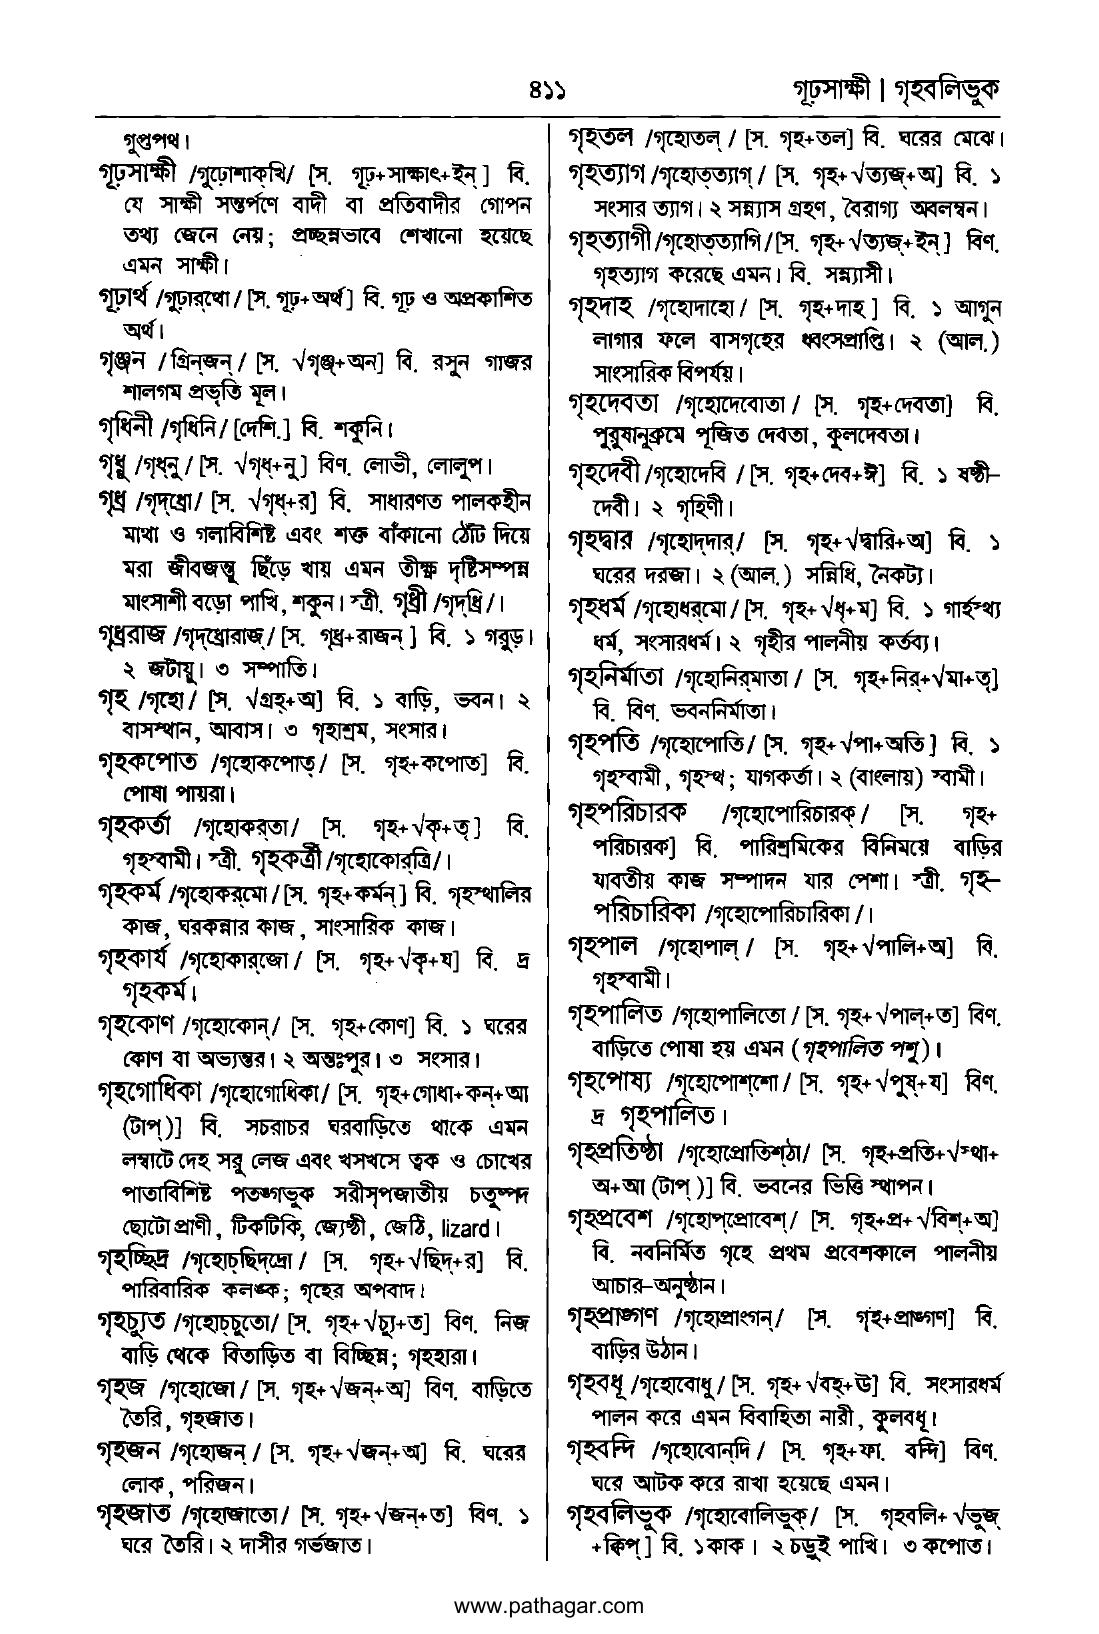 ৪১১
গূঢ়সাক্ষী | গৃহবলিভুক
গুপ্তপথ।
গূঢ়সাক্ষী /গুঢ়োশাক্‌খি/ [স. গূঢ়+সাক্ষাৎ+ইন্] বি.
যে সাক্ষী সন্তর্পণে বাদী বা প্রতিবাদীর গোপন
তথ্য জেনে নেয়; প্রচ্ছন্নভাবে শেখানো হয়েছে
এমন সাক্ষী।
গূঢ়ার্থ /গুঢ়ার্‌থো/ [স. গূঢ়+অর্থ] বি. গূঢ় ও অপ্রকাশিত
অর্থ।
গৃঞ্জন /গ্রিন্‌জন্/ [স. √গৃঞ্জ্+অন] বি. রসুন গাজর
শালগম প্রভৃতি মূল।
গৃধিনী /গৃধিনি/ [দেশি.] বি. শকুনি।
গৃধ্নু /গৃধ্‌নু/ [স. √গৃধ্+নু] বিণ. লোভী, লোলুপ।
গৃধ্র /গৃদ্‌ধ্রো/ [স. √গৃধ্+র] বি. সাধারণত পালকহীন
মাথা ও গলাবিশিষ্ট এবং শক্ত বাঁকানো ঠোঁট দিয়ে
মরা জীবজন্তু ছিঁড়ে খায় এমন তীক্ষ্ণ দৃষ্টিসম্পন্ন
মাংসাশী বড়ো পাখি, শকুন। স্ত্রী. গৃধ্রী /গৃদ্‌ধ্রি/।
গৃধ্ররাজ /গৃদ্‌ধ্রোরাজ্/ [স. গৃধ্র+রাজন্] বি. ১ গরুড়।
২ জটায়ু। ৩ সম্পাতি।
গৃহ /গৃহো/ [স. √গ্রহ্+অ] বি. ১ বাড়ি, ভবন। ২
বাসস্থান, আবাস। ৩ গৃহাশ্রম, সংসার।
গৃহকপোত /গৃহোকপোত্/ [স. গৃহ+কপোত] বি.
পোষা পায়রা।
গৃহকর্তা /গৃহোকর্‌তা/ [স. গৃহ+√কৃ+তৃ] বি.
গৃহস্বামী। স্ত্রী. গৃহকর্ত্রী /গৃহোকোর্‌ত্রি/।
গৃহকর্ম /গৃহোকর্‌মো/ [স. গৃহ+কর্মন্] বি. গৃহস্থালির
কাজ, ঘরকন্নার কাজ, সাংসারিক কাজ।
গৃহকার্য /গৃহোকার্‌জো/ [স. গৃহ+√কৃ+য] বি. দ্র
গৃহকর্ম।
গৃহকোণ /গৃহোকোন্/ [স. গৃহ+কোণ] বি. ১ ঘরের
কোণ বা অভ্যন্তর। ২ অন্তঃপুর। ৩ সংসার।
গৃহগোধিকা /গৃহোগোধিকা/ [স. গৃহ+গোধা+কন্+আ
(টাপ্)] বি. সচরাচর ঘরবাড়িতে থাকে এমন
লম্বাটে দেহ সরু লেজ এবং খসখসে ত্বক ও চোখের
পাতাবিশিষ্ট পতঙ্গভুক সরীসৃপজাতীয় চতুষ্পদ
ছোটো প্রাণী, টিকটিকি, জ্যেষ্ঠী, জেঠি, lizard।
গৃহচ্ছিদ্র /গৃহোচ্‌ছিদ্‌দ্রো/ [স. গৃহ+√ছিদ্+র] বি.
পারিবারিক কলঙ্ক; গৃহের অপবাদ।
গৃহচ্যুত /গৃহোচ্‌চুতো/ [স. গৃহ+√চ্যু+ত] বিণ. নিজ
বাড়ি থেকে বিতাড়িত বা বিচ্ছিন্ন; গৃহহারা।
গৃহজ /গৃহোজো/ [স. গৃহ+√জন্+অ] বিণ. বাড়িতে
তৈরি, গৃহজাত।
গৃহজন /গৃহোজন্/ [স. গৃহ+√জন্+অ] বি. ঘরের
লোক, পরিজন।
গৃহজাত /গৃহোজাতো/ [স. গৃহ+√জন্+ত] বিণ. ১
ঘরে তৈরি। ২ দাসীর গর্ভজাত।
গৃহতল /গৃহোতল্/ [স. গৃহ+তল] বি. ঘরের মেঝে।
গৃহত্যাগ /গৃহোত্‌ত্যাগ্/ [স. গৃহ+√ত্যজ্+অ] বি. ১
সংসার ত্যাগ। ২ সন্ন্যাস গ্রহণ, বৈরাগ্য অবলম্বন।
গৃহত্যাগী /গৃহোত্‌ত্যাগি/ [স. গৃহ+√ত্যজ্+ইন্] বিণ.
গৃহত্যাগ করেছে এমন। বি. সন্ন্যাসী।
গৃহদাহ /গৃহোদাহো/ [স. গৃহ+দাহ] বি. ১ আগুন
লাগার ফলে বাসগৃহের ধ্বংসপ্রাপ্তি। ২ (আল.)
সাংসারিক বিপর্যয়।
গৃহদেবতা /গৃহোদেবোতা/ [স. গৃহ+দেবতা] বি.
পুরুষানুক্রমে পূজিত দেবতা, কুলদেবতা।
গৃহদেবী /গৃহোদেবি/ [স. গৃহ+দেব+ঈ] বি. ১ ষষ্ঠী–
দেবী। ২ গৃহিণী।
গৃহদ্বার /গৃহোদ্‌দার্/ [স. গৃহ+√দ্বারি+অ] বি. ১
ঘরের দরজা। ২ (আল.) সন্নিধি, নৈকট্য।
গৃহধর্ম /গৃহোধর্‌মো/ [স. গৃহ+√ধৃ+ম] বি. ১ গার্হস্থ্য
ধর্ম, সংসারধর্ম। ২ গৃহীর পালনীয় কর্তব্য।
গৃহনির্মাতা /গৃহোনির্‌মাতা/ [স. গৃহ+নির্+√মা+তৃ]
বি. বিণ. ভবননির্মাতা।
গৃহপতি /গৃহোপোতি/ [স. গৃহ+√পা+অতি] বি. ১
গৃহস্বামী, গৃহস্থ; যাগকর্তা। ২ (বাংলায়) স্বামী।
গৃহপরিচারক /গৃহোপোরিচারক্/ [স. গৃহ+
পরিচারক] বি. পারিশ্রমিকের বিনিময়ে বাড়ির
যাবতীয় কাজ সম্পাদন যার পেশা। স্ত্রী. গৃহ–
পরিচারিকা /গৃহোপোরিচারিকা/।
গৃহপাল /গৃহোপাল্/ [স. গৃহ+√পালি+অ] বি.
গৃহস্বামী।
গৃহপালিত /গৃহোপালিতো/ [স. গৃহ+√পাল্+ত] বিণ.
বাড়িতে পোষা হয় এমন (গৃহপালিত পশু)।
গৃহপোষ্য /গৃহোপোশ্‌শো/ [স. গৃহ+√পুষ্+য] বিণ.
দ্র গৃহপালিত।
গৃহপ্রতিষ্ঠা /গৃহোপ্রোতিশ্‌ঠা/ [স. গৃহ+প্রতি+√স্থা+
অ+আ (টাপ্)] বি. ভবনের ভিত্তি স্থাপন।
গৃহপ্রবেশ /গৃহোপ্‌প্রোবেশ্/ [স. গৃহ+প্র+√বিশ্+অ]
বি. নবনির্মিত গৃহে প্রথম প্রবেশকালে পালনীয়
আচার–অনুষ্ঠান।
গৃহপ্রাঙ্গণ /গৃহোপ্রাংগন্/ [স. গৃহ+প্রাঙ্গণ] বি.
বাড়ির উঠান।
গৃহবধূ /গৃহোবোধু/ [স. গৃহ+√বহ্+ঊ] বি. সংসারধর্ম
পালন করে এমন বিবাহিতা নারী, কুলবধূ।
গৃহবন্দি /গৃহোবোন্‌দি/ [স. গৃহ+ফা. বন্দি] বিণ.
ঘরে আটক করে রাখা হয়েছে এমন।
গৃহবলিভুক /গৃহোবোলিভুক্/ [স. গৃহবলি+√ভুজ্
+ক্বিপ্] বি. ১ কাক। ২ চড়ুই পাখি। ৩ কপোত।
www.pathagar.com